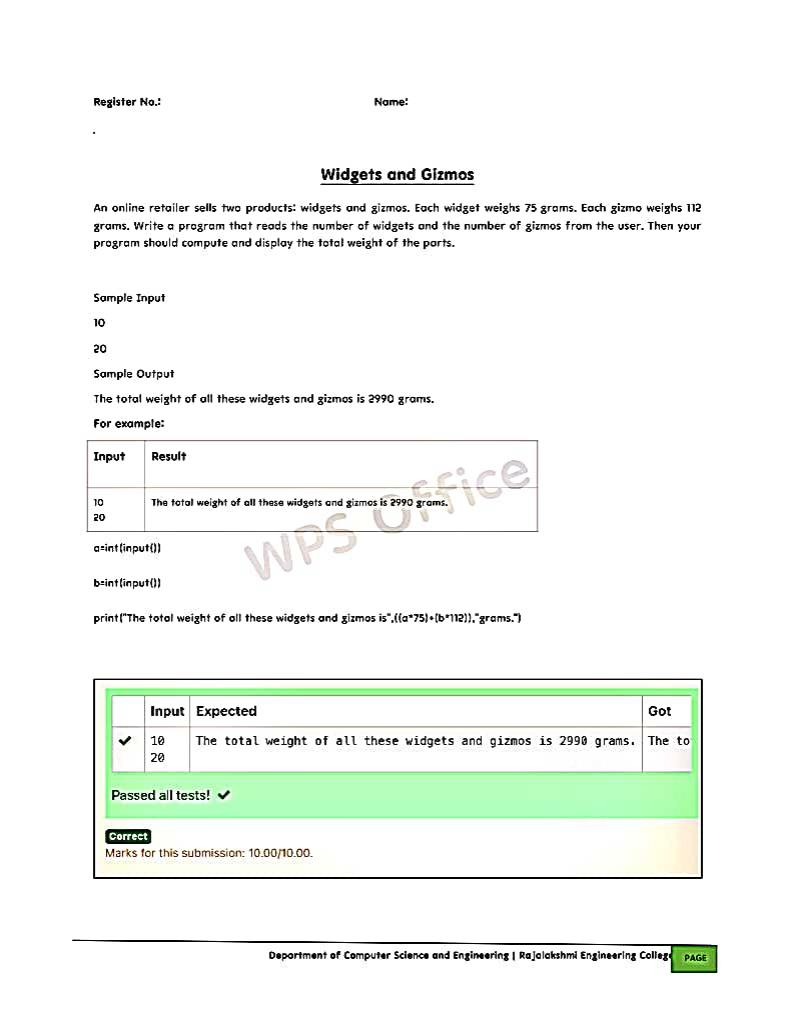 Register No.: Name:
.
Widgets and Gizmos
An online retailer sells two products: widgets and gizmos. Each widget weighs 75 grams. Each gizmo weighs 112
grams. Write a program that reads the number of widgets and the number of gizmos from the user. Then your
program should compute and display the total weight of the parts.
Sample Input
10
20
Sample Output
The total weight of all these widgets and gizmos is 2990 grams.
For example:
Input Result
10 The total weight of all these widgets and gizmos is 2990 grams.
20
WPS Office
a=int(input())
b=int(input())
print("The total weight of all these widgets and gizmos is",((a*75)+(b*112)),"grams.")
Input Expected Got
10 The total weight of all these widgets and gizmos is 2990 grams. The to
20
Passed all tests!
Correct
Marks for this submission: 10.00/10.00.
Department of Computer Science and Engineering | Rajalakshmi Engineering Colleg PAGE